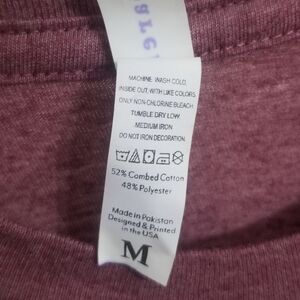 SLG
MACHINE WASH COLD,
INSIDE OUT, WITH LIKE COLORS
ONLY NON-CHLORINE BLEACH
TUMBLE DRY LOW
MEDIUM IRON
DO NOT IRON DECORATION.
52% Combed Cotton
48% Polyester
Made in Pakistan
Designed & Printed
in the USA
M